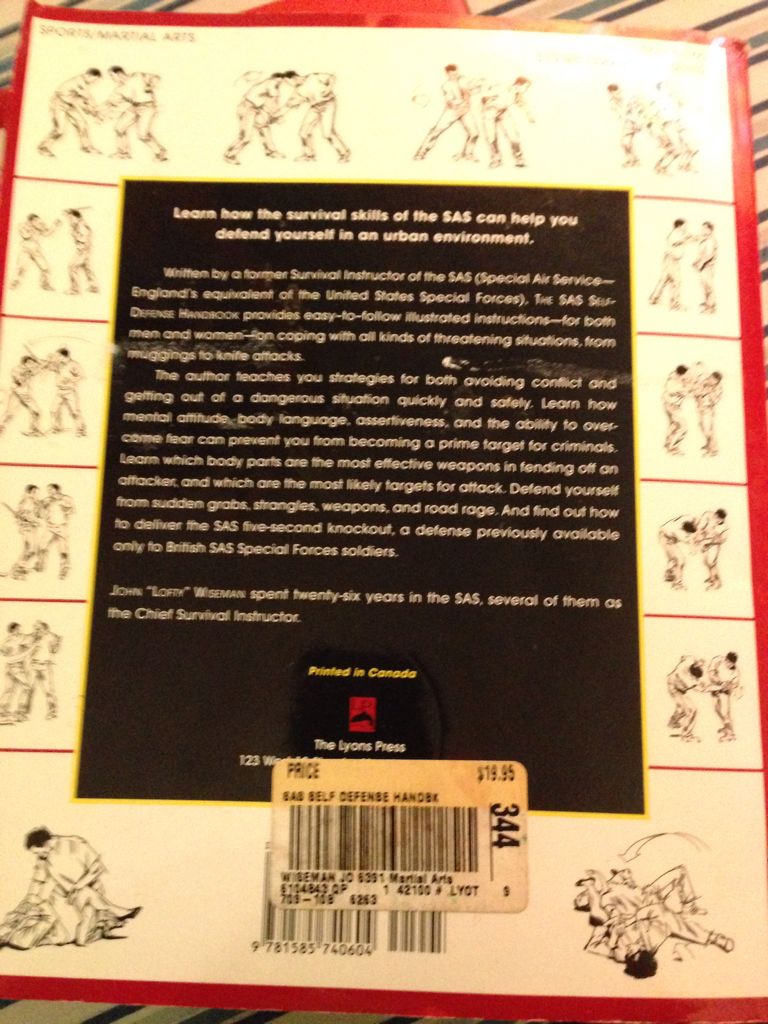 SPORTS/MARTIAL ARTS
Learn how the survival skills of the SAS can help you
defend yourself in an urban environment.
Written by a former Survival Instructor of the SAS (Special Air Service—
England's equivalent of the United States Special Forces), THE SAS SELF-
DEFENSE HANDBOOK provides easy-to-follow illustrated instructions—for both
men and women—on coping with all kinds of threatening situations, from
muggings to knife attacks.
The author teaches you strategies for both avoiding conflict and
getting out of a dangerous situation quickly and safely. Learn how
mental attitude, body language, assertiveness, and the ability to over-
come fear can prevent you from becoming a prime target for criminals.
Learn which body parts are the most effective weapons in fending off an
attacker, and which are the most likely targets for attack. Defend yourself
from sudden grabs, strangles, weapons, and road rage. And find out how
to deliver the SAS five-second knockout, a defense previously available
only to British SAS Special Forces soldiers.
JOHN "LOFTY" WISEMAN spent twenty-six years in the SAS, several of them as
the Chief Survival Instructor.
Printed in Canada
The Lyons Press
123 W
PRICE $19.95
SAS SELF DEFENSE HANDBK
344
WISEMAN JO 6391 Martial Arts
6104843 QP 1 42100 # LYOT 9
709-108 6263
9 781585 740604